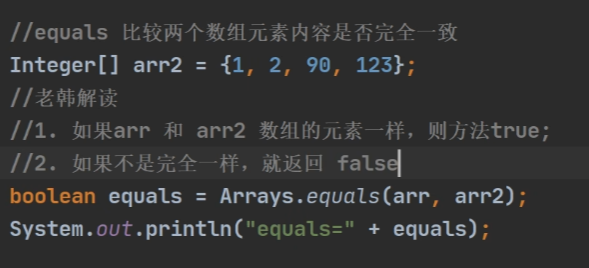 //equals 比较两个数组元素内容是否完全一致
Integer[] arr2 = {1, 2, 90, 123};
//老韩解读
//1. 如果arr 和 arr2 数组的元素一样，则方法true;
//2. 如果不是完全一样，就返回 false
boolean equals = Arrays.equals(arr, arr2);
System.out.println("equals=" + equals);